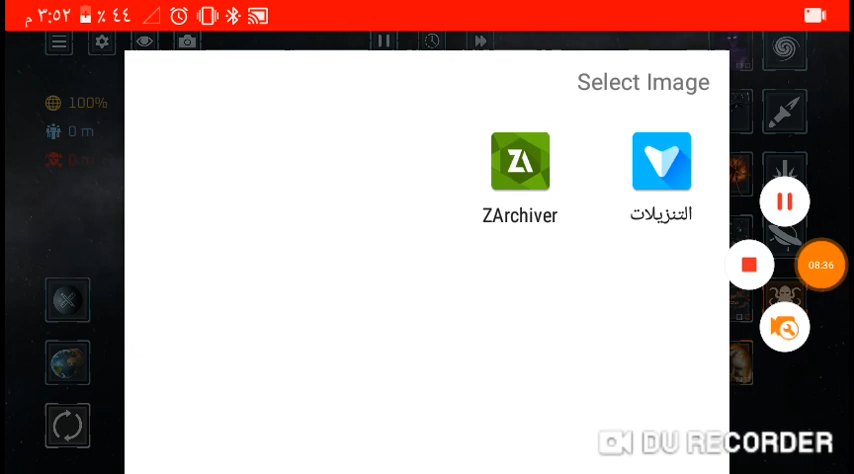 ٣:٥٢ م
٤٤ ٪
100%
0 m
Select Image
ZArchiver
التنزيلات
08:36
DU RECORDER